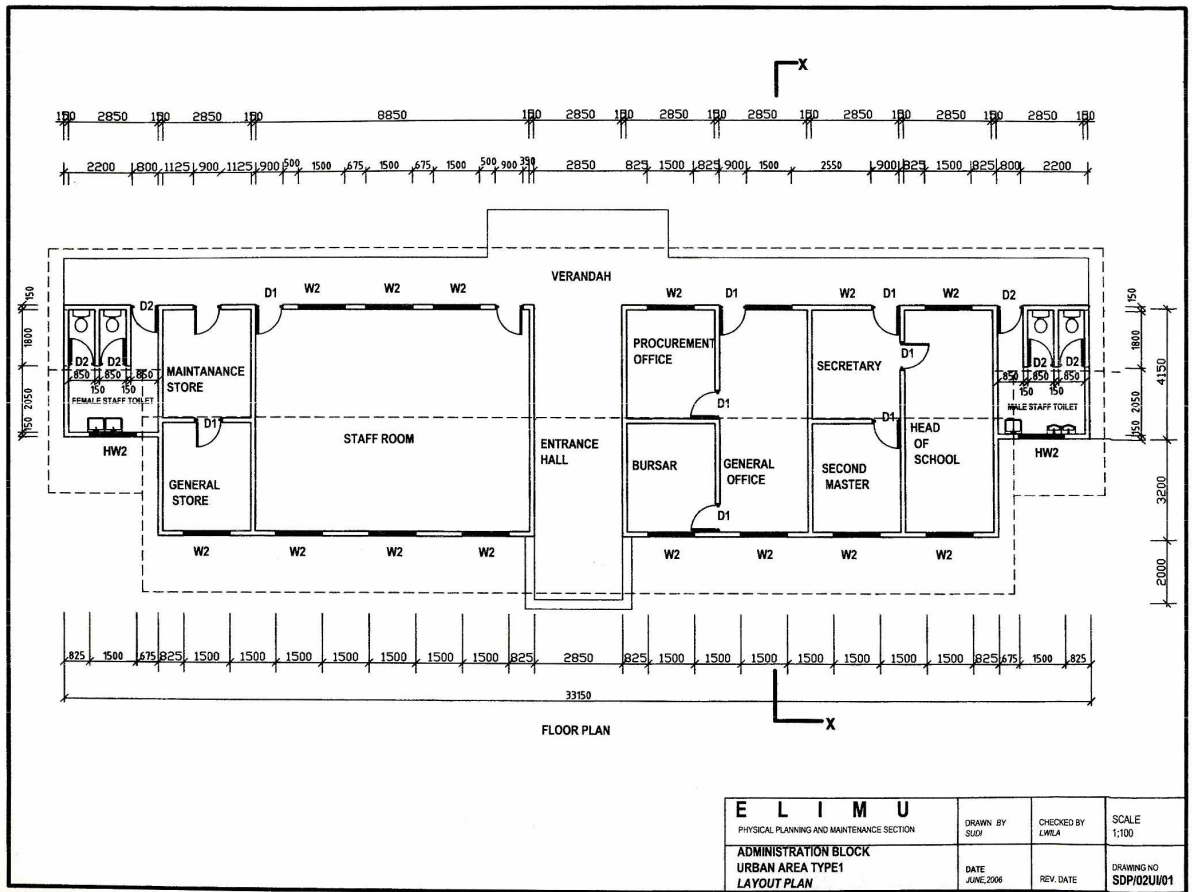 X
150 2850 150 2850 150 8850 150 2850 150 2850 150 2850 150 2850 150 2850 150 2850 150
2200 800 1125 900 1125 900 500 1500 675 1500 675 1500 500 900 350 2850 825 1500 825 900 1500 2550 900 825 1500 825 800 2200
VERANDAH
D2 D1 W2 W2 W2 W2 D1 W2 D1 W2 D2
150 1800 2050 150
150 1800 2050 150
4150 3200 2000
D2 D2
850 850 850
150 150
FEMALE STAFF TOILET
HW2
MAINTANANCE
STORE
D1
GENERAL
STORE
STAFF ROOM
ENTRANCE
HALL
PROCUREMENT
OFFICE
D1
BURSAR
D1
GENERAL
OFFICE
SECRETARY
D1
D1
SECOND
MASTER
HEAD
OF
SCHOOL
D2 D2
850 850 850
150 150
MALE STAFF TOILET
HW2
W2 W2 W2 W2 W2 W2 W2 W2
825 1500 675 825 1500 1500 1500 1500 1500 1500 1500 825 2850 825 1500 1500 1500 1500 1500 1500 1500 825 675 1500 825
33150
X
FLOOR PLAN
E L I M U
PHYSICAL PLANNING AND MAINTENANCE SECTION
DRAWN BY
SUDI
CHECKED BY
LWILA
SCALE
1:100
ADMINISTRATION BLOCK
URBAN AREA TYPE1
LAYOUT PLAN
DATE
JUNE,2006
REV. DATE
DRAWING NO
SDP/02UI/01